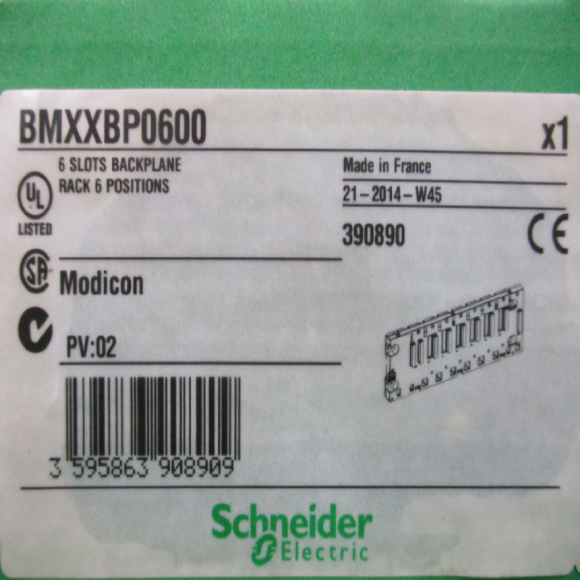 BMXXBP0600
x1
6 SLOTS BACKPLANE
RACK 6 POSITIONS
Made in France
21-2014-W45
390890
CE
UL
LISTED
SA
Modicon
PV:02
3 595863 908909
Schneider
Electric